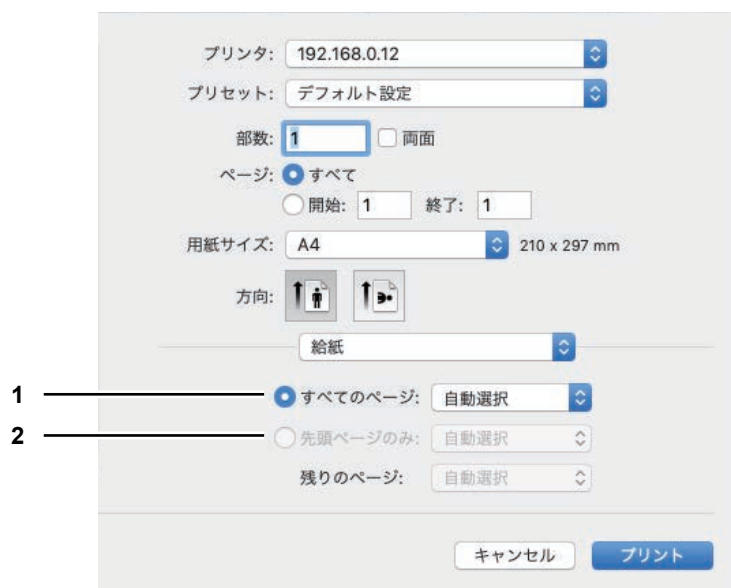 プリンタ: 192.168.0.12
プリセット: デフォルト設定
部数: 1 両面
ページ: すべて
開始: 1 終了: 1
用紙サイズ: A4 210 x 297 mm
方向:
給紙
1 すべてのページ: 自動選択
2 先頭ページのみ: 自動選択
残りのページ: 自動選択
キャンセル プリント